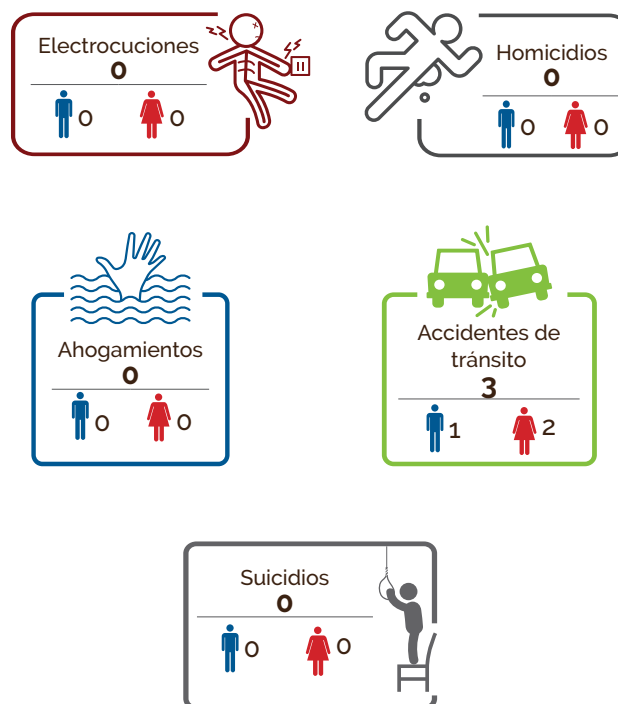 Electrocuciones
0
0 0
Homicidios
0
0 0
Ahogamientos
0
0 0
Accidentes de
tránsito
3
1 2
Suicidios
0
0 0